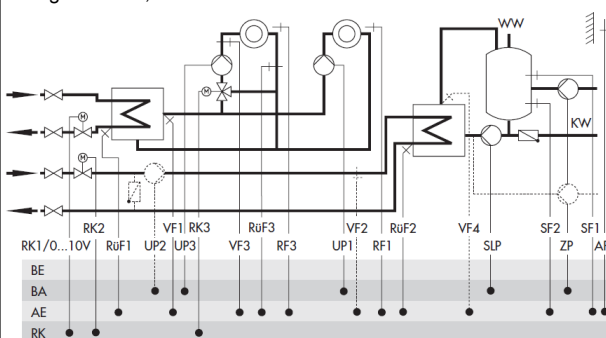 WW
M
M
M
KW
RK2 VF1 RK3 RüF3 VF2 RüF2 VF4 SF2 SF1
RK1/0...10V RüF1 UP2 UP3 VF3 RF3 UP1 RF1 SLP ZP AF
BE
BA
AE
RK